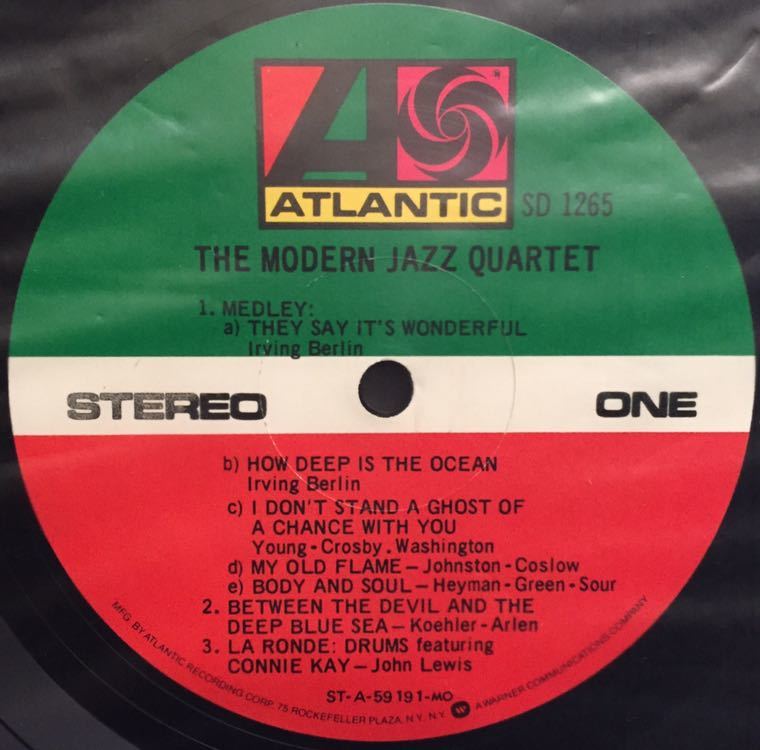 ATLANTIC SD 1265
THE MODERN JAZZ QUARTET
1. MEDLEY:
a) THEY SAY IT'S WONDERFUL
Irving Berlin
STEREO ONE
b) HOW DEEP IS THE OCEAN
Irving Berlin
c) I DON'T STAND A GHOST OF
A CHANCE WITH YOU
Young-Crosby.Washington
d) MY OLD FLAME — Johnston-Coslow
e) BODY AND SOUL — Heyman-Green-Sour
2. BETWEEN THE DEVIL AND THE
DEEP BLUE SEA — Koehler-Arlen
3. LA RONDE: DRUMS featuring
CONNIE KAY — John Lewis
ST-A-59191-MO
MFG. BY ATLANTIC RECORDING CORP. 75 ROCKEFELLER PLAZA, N.Y. N.Y. A WARNER COMMUNICATIONS COMPANY